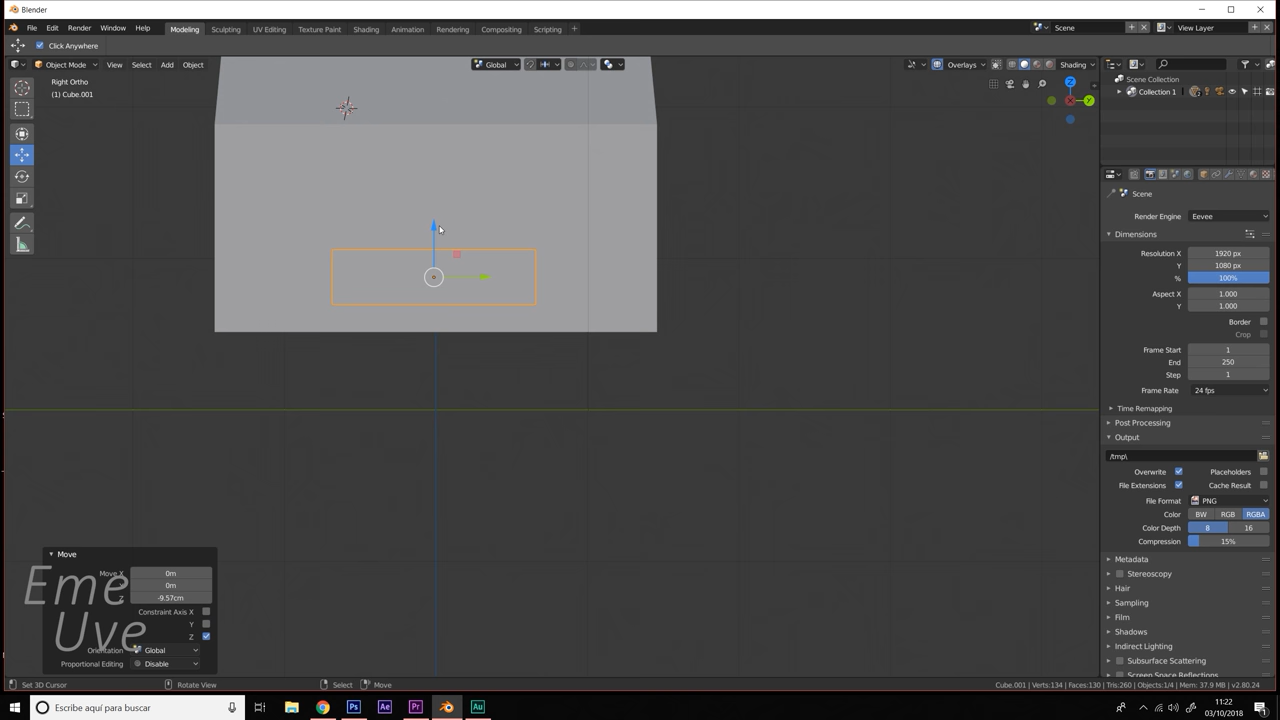 Blender
File Edit Render Window Help
Modeling Sculpting UV Editing Texture Paint Shading Animation Rendering Compositing Scripting +
Scene
View Layer
Click Anywhere
Object Mode View Select Add Object
Global
Overlays
Shading
Right Ortho
(1) Cube.001
Scene Collection
Collection 1
Scene
Render Engine Eevee
Dimensions
Resolution X 1920 px
Y 1080 px
% 100%
Aspect X 1.000
Y 1.000
Border
Crop
Frame Start 1
End 250
Step 1
Frame Rate 24 fps
Time Remapping
Post Processing
Output
/tmp\
Overwrite Placeholders
File Extensions Cache Result
File Format PNG
Color BW RGB RGBA
Color Depth 8 16
Compression 15%
Metadata
Stereoscopy
Hair
Sampling
Film
Shadows
Indirect Lighting
Subsurface Scattering
Screen Space Reflections
Move
Move X 0m
0m
-9.57cm
Constraint Axis X
Y
Z
Orientation Global
Proportional Editing Disable
Eme
Uve
Set 3D Cursor Rotate View Select Move
Cube.001 | Verts:134 | Faces:130 | Tris:260 | Objects:1/4 | Mem: 37.9 MB | v2.80.24
Escribe aquí para buscar
11:22
03/10/2018